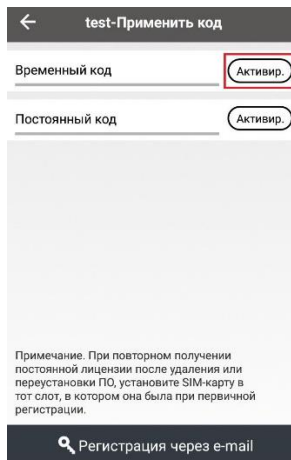 test-Применить код
Временный код Активир.
Постоянный код Активир.
Примечание. При повторном получении
постоянной лицензии после удаления или
переустановки ПО, установите SIM-карту в
тот слот, в котором она была при первичной
регистрации.
Регистрация через e-mail